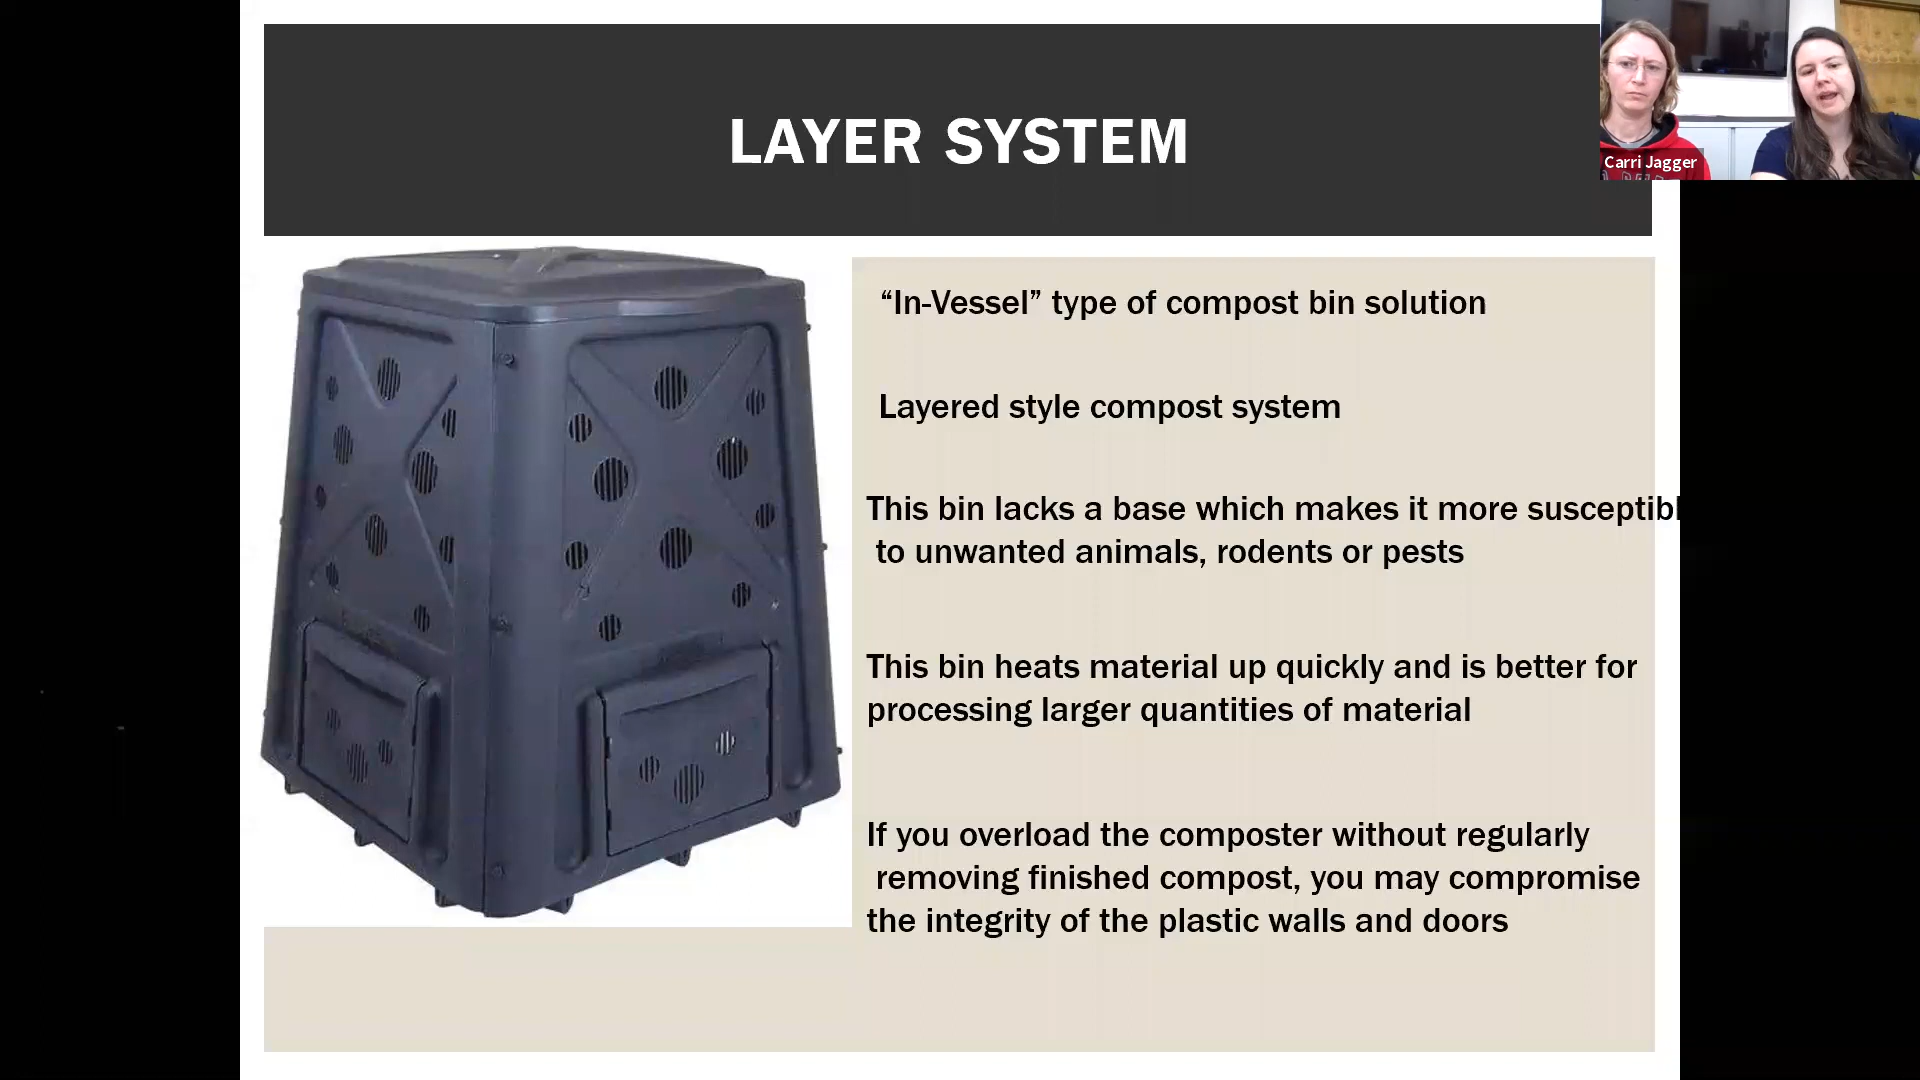 LAYER SYSTEM
Carri Jagger
“In-Vessel” type of compost bin solution
Layered style compost system
This bin lacks a base which makes it more susceptibl
to unwanted animals, rodents or pests
This bin heats material up quickly and is better for
processing larger quantities of material
If you overload the composter without regularly
removing finished compost, you may compromise
the integrity of the plastic walls and doors